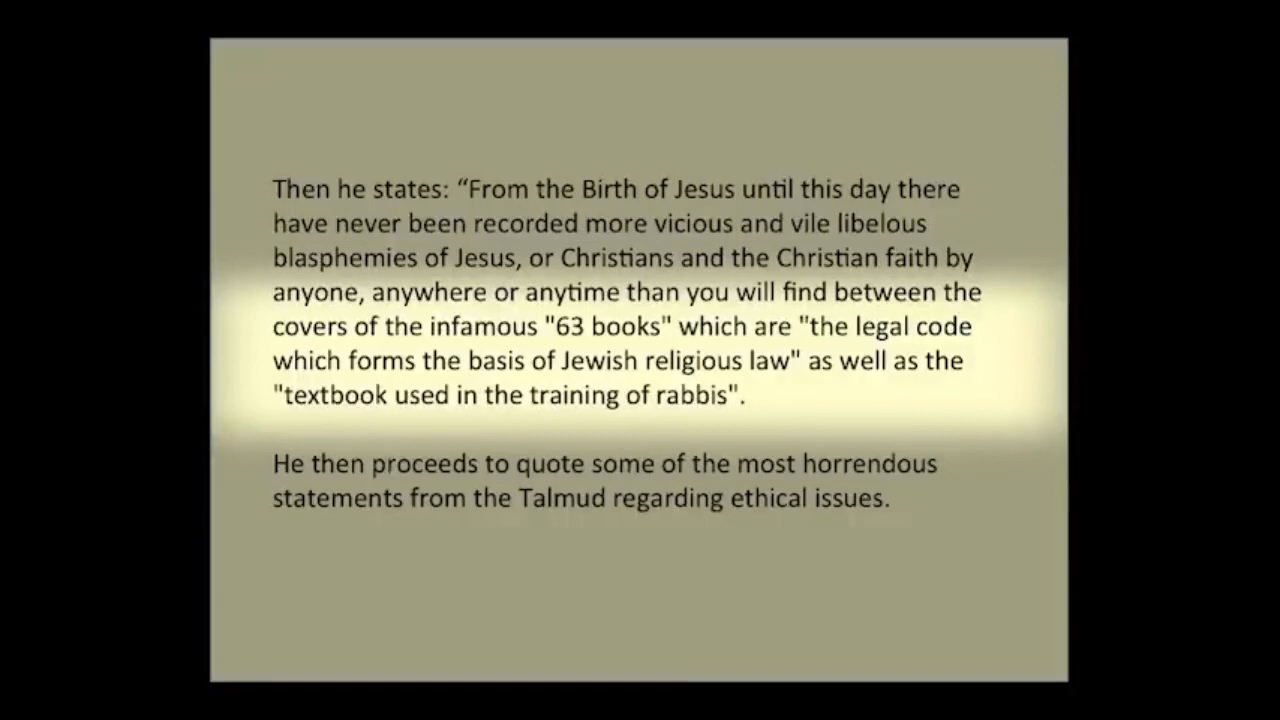 Then he states: “From the Birth of Jesus until this day there
have never been recorded more vicious and vile libelous
blasphemies of Jesus, or Christians and the Christian faith by
anyone, anywhere or anytime than you will find between the
covers of the infamous "63 books" which are "the legal code
which forms the basis of Jewish religious law" as well as the
"textbook used in the training of rabbis".
He then proceeds to quote some of the most horrendous
statements from the Talmud regarding ethical issues.